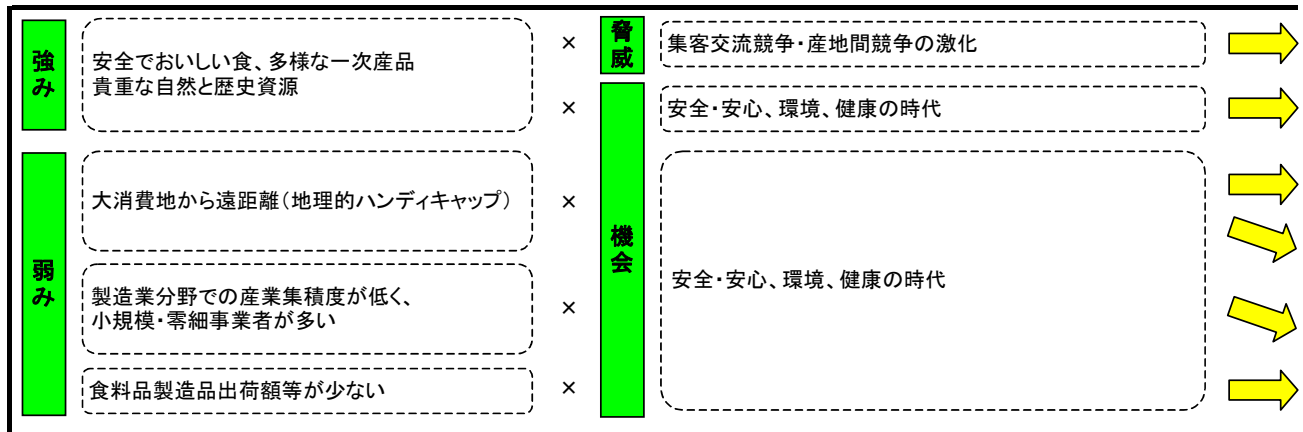 強み
安全でおいしい食、多様な一次産品
貴重な自然と歴史資源
×
×
脅威
集客交流競争・産地間競争の激化
機会
安全・安心、環境、健康の時代
弱み
大消費地から遠距離（地理的ハンディキャップ）
×
製造業分野での産業集積度が低く、
小規模・零細事業者が多い
×
食料品製造品出荷額等が少ない
×
安全・安心、環境、健康の時代